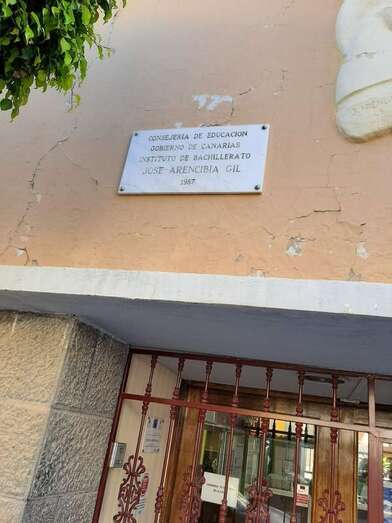 CONSEJERIA DE EDUCACION
GOBIERNO DE CANARIAS
INSTITUTO DE BACHILLERATO
JOSE ARENCIBIA GIL
1987